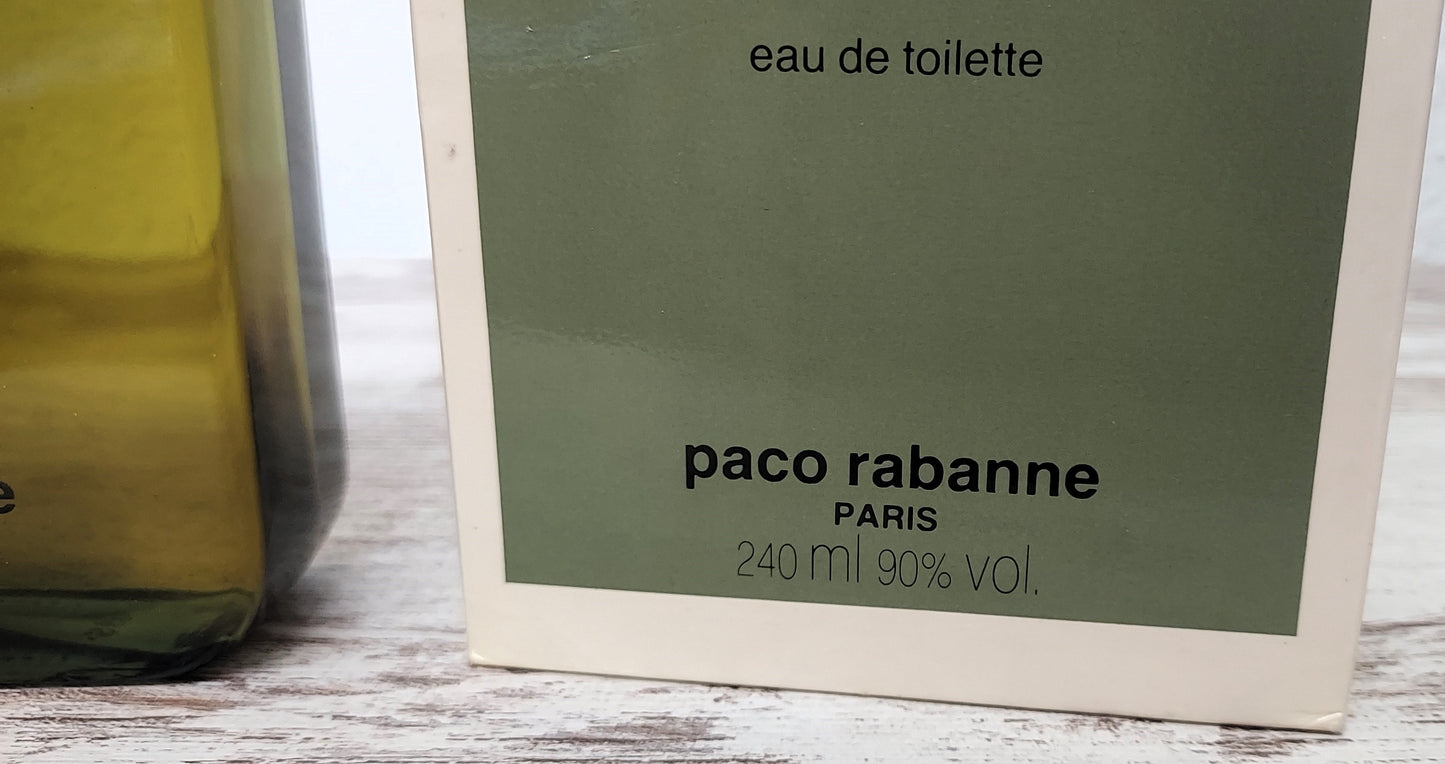 eau de toilette
paco rabanne
PARIS
240 ml 90% vol.
e